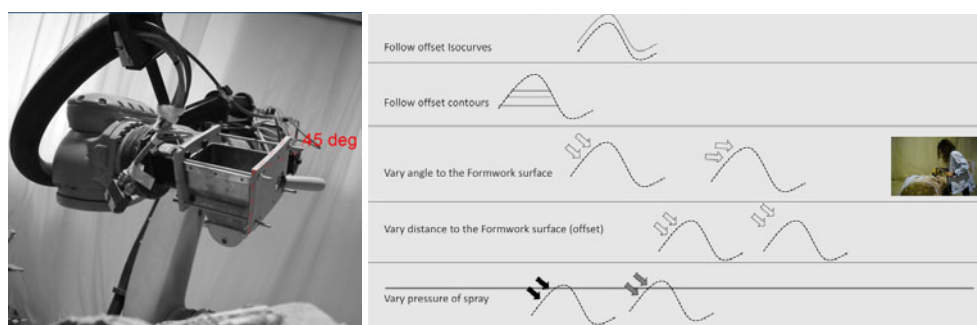 45 deg
Follow offset Isocurves
Follow offset contours
Vary angle to the Formwork surface
Vary distance to the Formwork surface (offset)
Vary pressure of spray